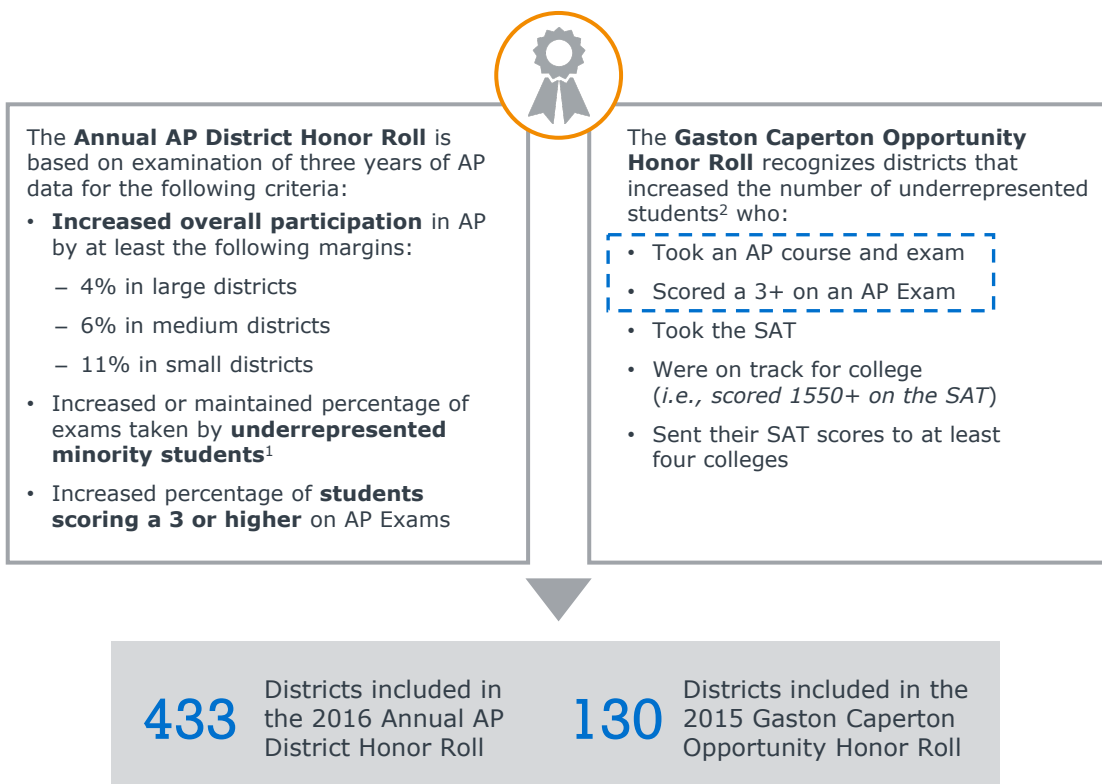 The Annual AP District Honor Roll is
based on examination of three years of AP
data for the following criteria:
• Increased overall participation in AP
by at least the following margins:
– 4% in large districts
– 6% in medium districts
– 11% in small districts
• Increased or maintained percentage of
exams taken by underrepresented
minority students1
• Increased percentage of students
scoring a 3 or higher on AP Exams
The Gaston Caperton Opportunity
Honor Roll recognizes districts that
increased the number of underrepresented
students2 who:
• Took an AP course and exam
• Scored a 3+ on an AP Exam
• Took the SAT
• Were on track for college
(i.e., scored 1550+ on the SAT)
• Sent their SAT scores to at least
four colleges
433
Districts included in
the 2016 Annual AP
District Honor Roll
130
Districts included in the
2015 Gaston Caperton
Opportunity Honor Roll